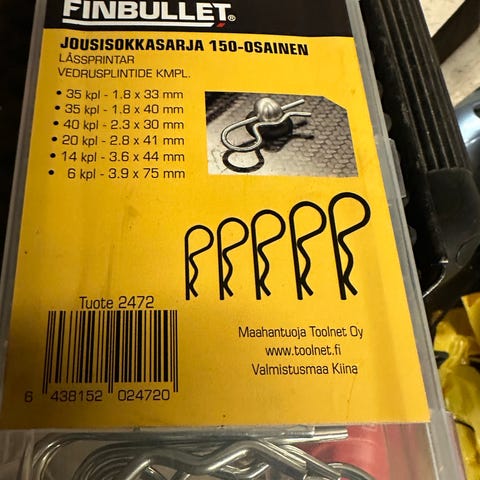 FINBULLET®
JOUSISOKKASARJA 150-OSAINEN
LÅSSPRINTAR
VEDRUSPLINTIDE KMPL.
• 35 kpl - 1.8 x 33 mm
• 35 kpl - 1.8 x 40 mm
• 40 kpl - 2.3 x 30 mm
• 20 kpl - 2.8 x 41 mm
• 14 kpl - 3.6 x 44 mm
• 6 kpl - 3.9 x 75 mm
Tuote 2472
6 438152 024720
Maahantuoja Toolnet Oy
www.toolnet.fi
Valmistusmaa Kiina